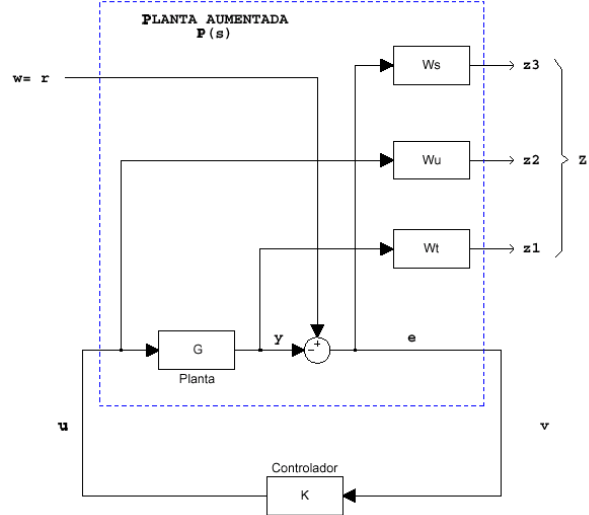 PLANTA AUMENTADA
P(s)
w= r
Ws
z3
Wu
z2
Z
Wt
z1
G
y
+
−
e
Planta
u
v
Controlador
K